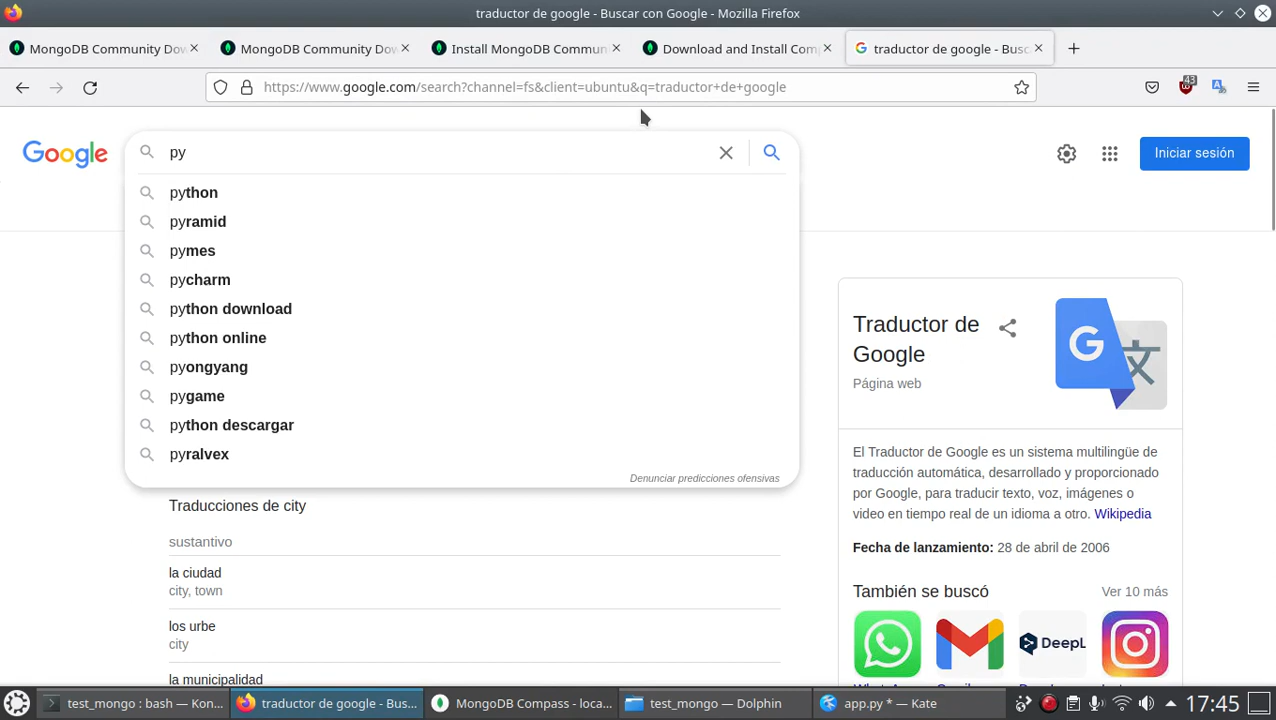 traductor de google - Buscar con Google - Mozilla Firefox
MongoDB Community Dow
MongoDB Community Dow
Install MongoDB Commun
Download and Install Com
traductor de google - Busc
https://www.google.com/search?channel=fs&client=ubuntu&q=traductor+de+google
43
Google
py
Iniciar sesión
python
pyramid
pymes
pycharm
python download
python online
pyongyang
pygame
python descargar
pyralvex
Denunciar predicciones ofensivas
Traducciones de city
sustantivo
la ciudad
city, town
los urbe
city
la municipalidad
Traductor de
Google
Página web
El Traductor de Google es un sistema multilingüe de
traducción automática, desarrollado y proporcionado
por Google, para traducir texto, voz, imágenes o
video en tiempo real de un idioma a otro. Wikipedia
Fecha de lanzamiento: 28 de abril de 2006
También se buscó
Ver 10 más
DeepL
test_mongo : bash — Kon...
traductor de google - Bus...
MongoDB Compass - loca...
test_mongo — Dolphin
app.py * — Kate
17:45